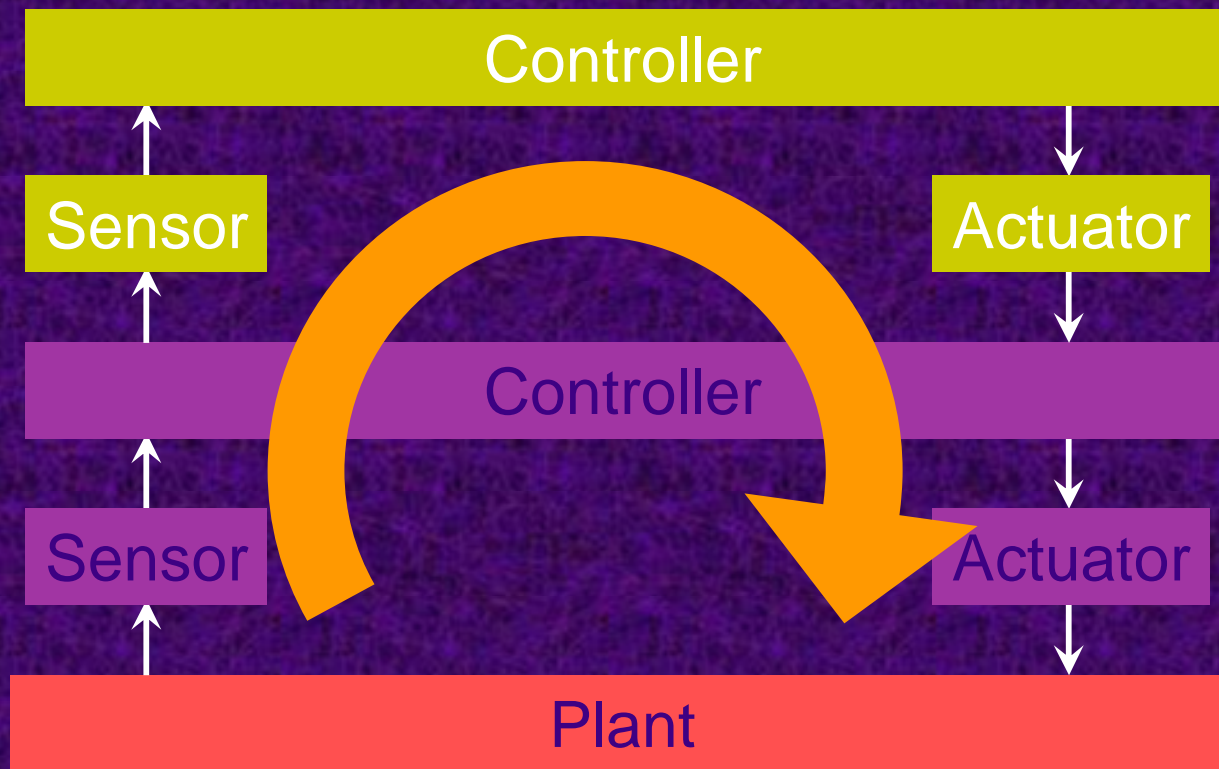 Controller
Sensor
Actuator
Controller
Sensor
Actuator
Plant